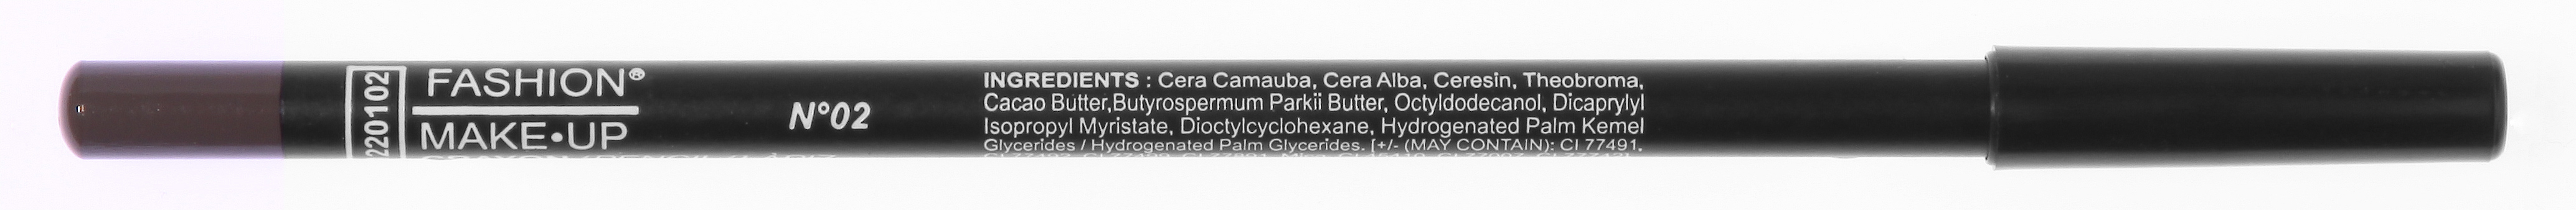 220102
FASHION®
MAKE•UP
N°02
INGREDIENTS : Cera Carnauba, Cera Alba, Ceresin, Theobroma,
Cacao Butter,Butyrospermum Parkii Butter, Octyldodecanol, Dicaprylyl
Isopropyl Myristate, Dioctylcyclohexane, Hydrogenated Palm Kernel
Glycerides / Hydrogenated Palm Glycerides. [+/- (MAY CONTAIN): CI 77491,